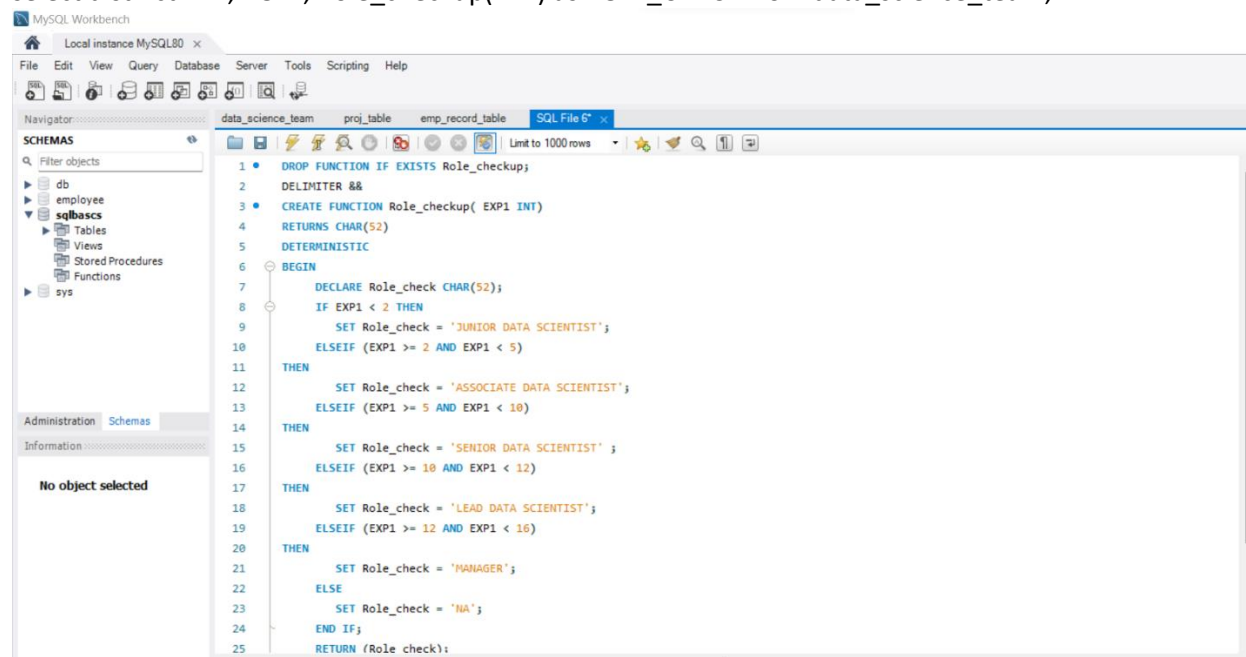 MySQL Workbench
Local instance MySQL80 ×
File Edit View Query Database Server Tools Scripting Help
Navigator
data_science_team proj_table emp_record_table SQL File 6* ×
SCHEMAS
Limit to 1000 rows
Filter objects
db
employee
sqlbascs
Tables
Views
Stored Procedures
Functions
sys
Administration Schemas
Information
No object selected
1 DROP FUNCTION IF EXISTS Role_checkup;
2 DELIMITER &&
3 CREATE FUNCTION Role_checkup( EXP1 INT)
4 RETURNS CHAR(52)
5 DETERMINISTIC
6 BEGIN
7 DECLARE Role_check CHAR(52);
8 IF EXP1 < 2 THEN
9 SET Role_check = 'JUNIOR DATA SCIENTIST';
10 ELSEIF (EXP1 >= 2 AND EXP1 < 5)
11 THEN
12 SET Role_check = 'ASSOCIATE DATA SCIENTIST';
13 ELSEIF (EXP1 >= 5 AND EXP1 < 10)
14 THEN
15 SET Role_check = 'SENIOR DATA SCIENTIST' ;
16 ELSEIF (EXP1 >= 10 AND EXP1 < 12)
17 THEN
18 SET Role_check = 'LEAD DATA SCIENTIST';
19 ELSEIF (EXP1 >= 12 AND EXP1 < 16)
20 THEN
21 SET Role_check = 'MANAGER';
22 ELSE
23 SET Role_check = 'NA';
24 END IF;
25 RETURN (Role_check);